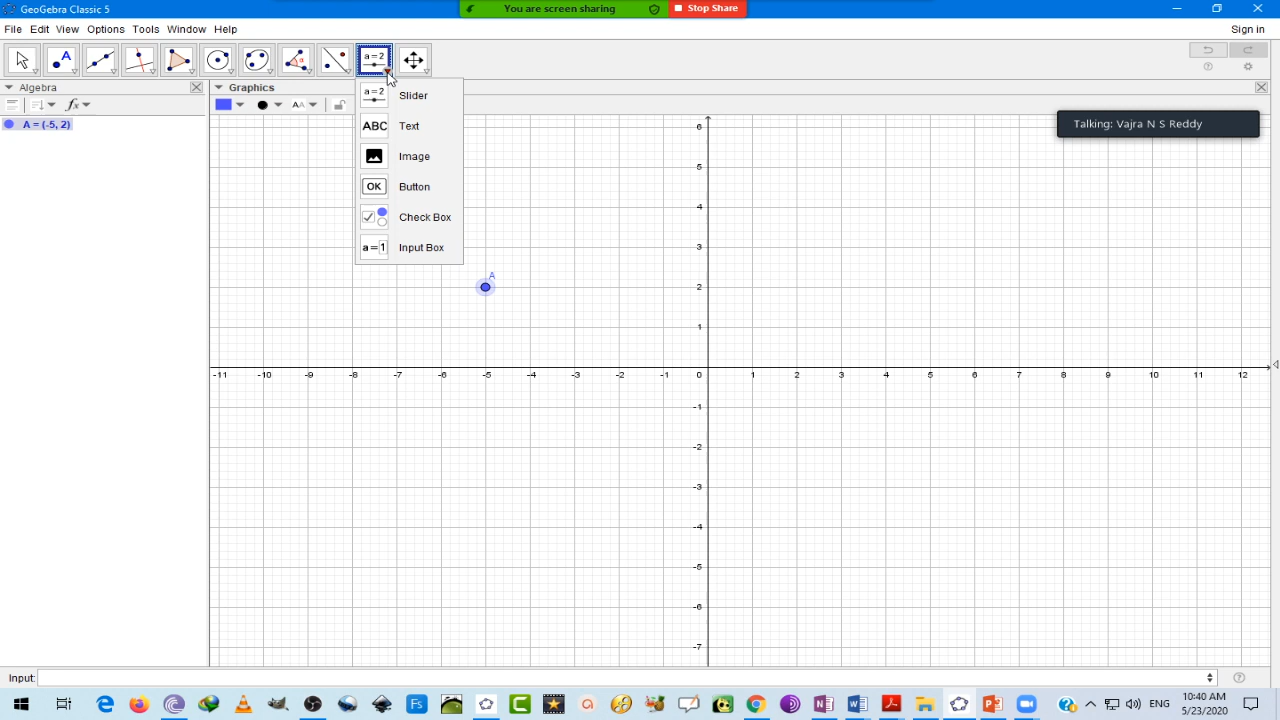 GeoGebra Classic 5
You are screen sharing
Stop Share
File Edit View Options Tools Window Help
Sign in
A
α
a=2
Algebra
Graphics
fx
AA
A = (-5, 2)
a=2
Slider
ABC
Text
Image
OK
Button
Check Box
a=1
Input Box
Talking: Vajra N S Reddy
A
6
5
4
3
2
1
-11 -10 -9 -8 -7 -6 -5 -4 -3 -2 -1 0 1 2 3 4 5 6 7 8 9 10 11 12
-1
-2
-3
-4
-5
-6
-7
Input:
ENG
10:40 AM
5/23/2020